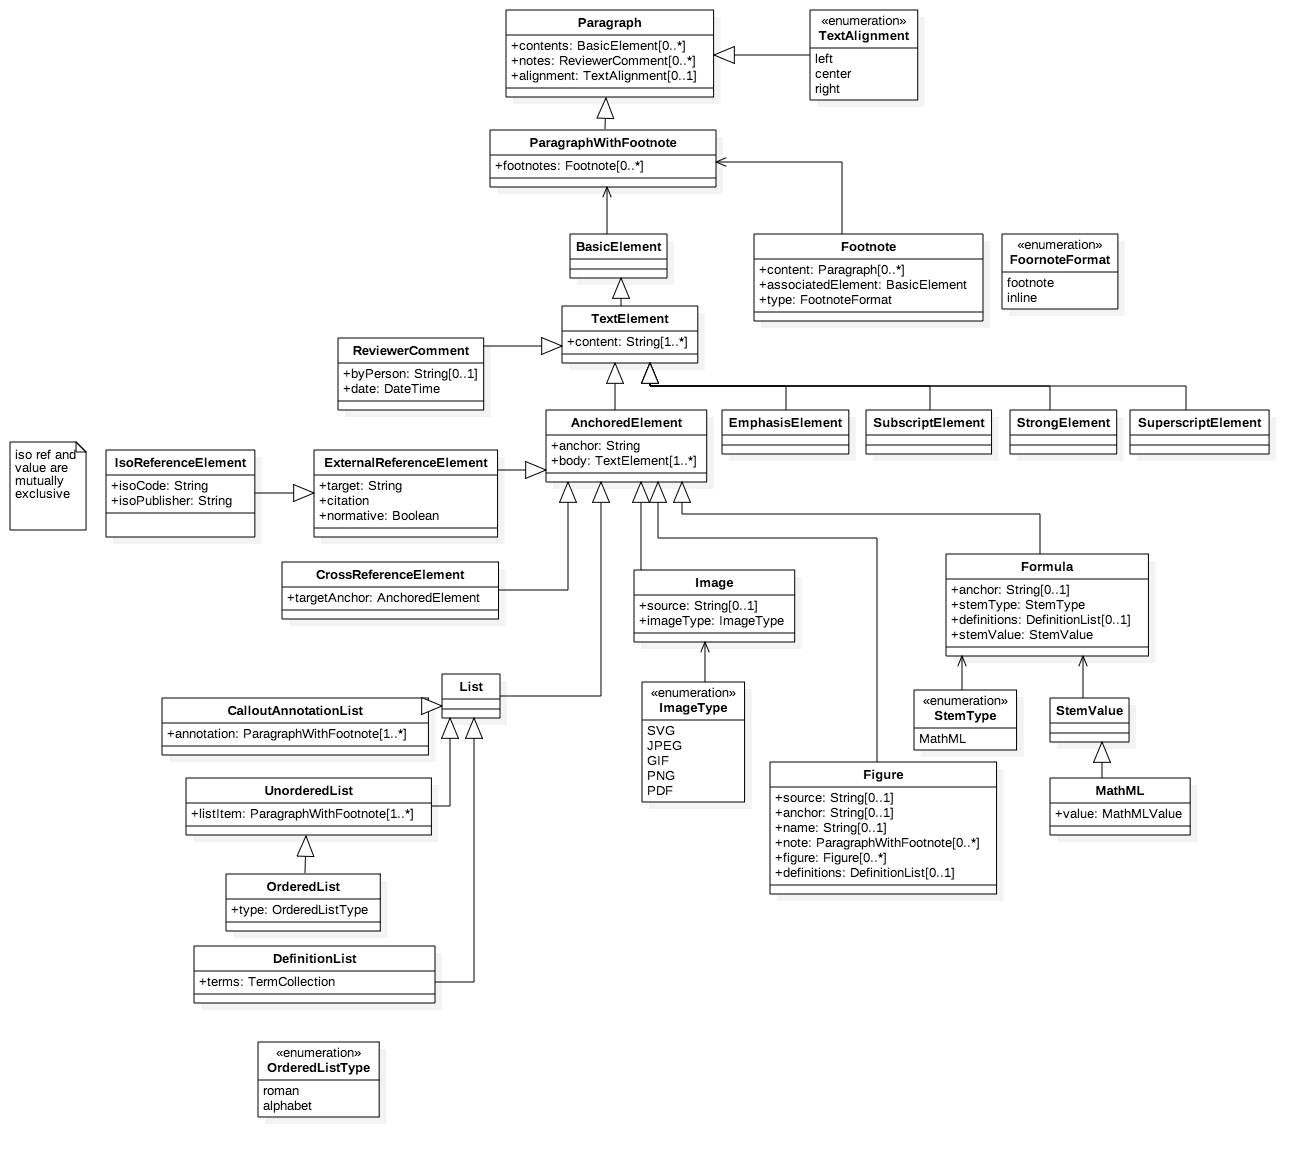 Paragraph
+contents: BasicElement[0..*]
+notes: ReviewerComment[0..*]
+alignment: TextAlignment[0..1]
«enumeration»
TextAlignment
left
center
right
ParagraphWithFootnote
+footnotes: Footnote[0..*]
BasicElement
Footnote
+content: Paragraph[0..*]
+associatedElement: BasicElement
+type: FootnoteFormat
«enumeration»
FoornoteFormat
footnote
inline
TextElement
+content: String[1..*]
ReviewerComment
+byPerson: String[0..1]
+date: DateTime
AnchoredElement
+anchor: String
+body: TextElement[1..*]
EmphasisElement
SubscriptElement
StrongElement
SuperscriptElement
iso ref and
value are
mutually
exclusive
IsoReferenceElement
+isoCode: String
+isoPublisher: String
ExternalReferenceElement
+target: String
+citation
+normative: Boolean
CrossReferenceElement
+targetAnchor: AnchoredElement
Image
+source: String[0..1]
+imageType: ImageType
Formula
+anchor: String[0..1]
+stemType: StemType
+definitions: DefinitionList[0..1]
+stemValue: StemValue
List
CalloutAnnotationList
+annotation: ParagraphWithFootnote[1..*]
«enumeration»
ImageType
SVG
JPEG
GIF
PNG
PDF
«enumeration»
StemType
MathML
StemValue
UnorderedList
+listItem: ParagraphWithFootnote[1..*]
Figure
+source: String[0..1]
+anchor: String[0..1]
+name: String[0..1]
+note: ParagraphWithFootnote[0..*]
+figure: Figure[0..*]
+definitions: DefinitionList[0..1]
MathML
+value: MathMLValue
OrderedList
+type: OrderedListType
DefinitionList
+terms: TermCollection
«enumeration»
OrderedListType
roman
alphabet